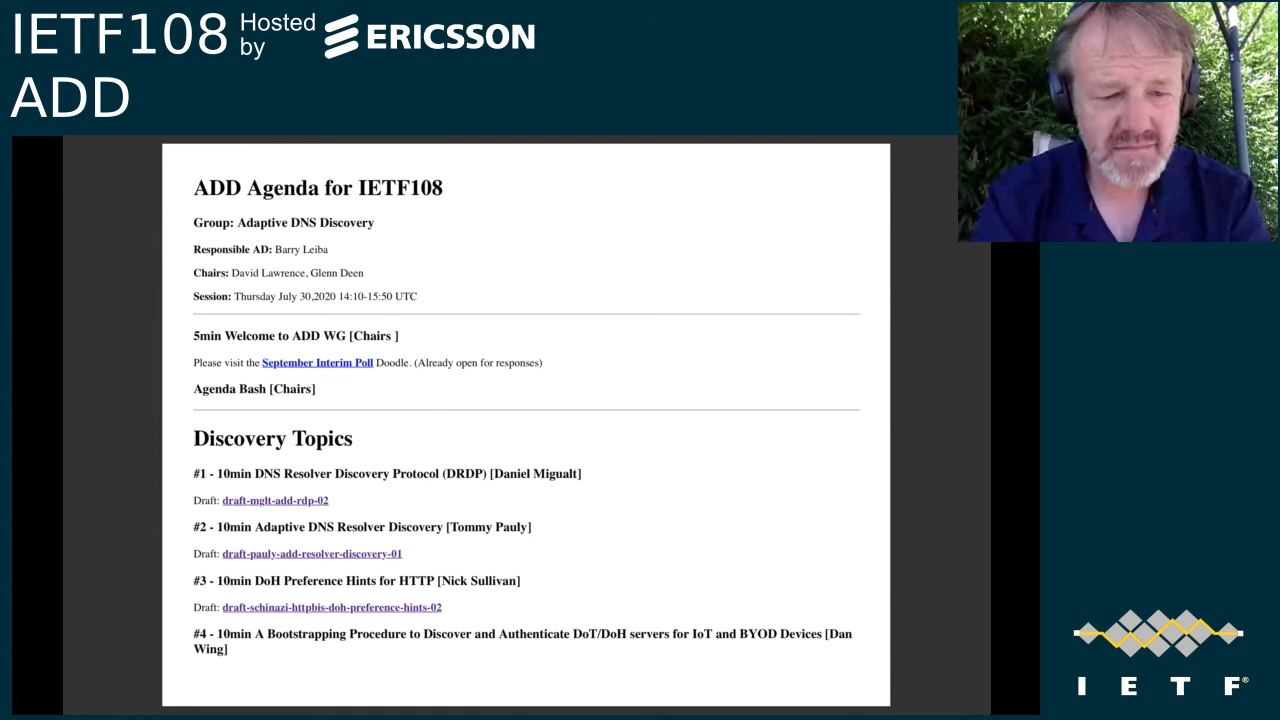 IETF108
Hosted
by
ERICSSON
ADD
ADD Agenda for IETF108
Group: Adaptive DNS Discovery
Responsible AD: Barry Leiba
Chairs: David Lawrence, Glenn Deen
Session: Thursday July 30,2020 14:10-15:50 UTC
5min Welcome to ADD WG [Chairs ]
Please visit the September Interim Poll Doodle. (Already open for responses)
Agenda Bash [Chairs]
Discovery Topics
#1 - 10min DNS Resolver Discovery Protocol (DRDP) [Daniel Migualt]
Draft: draft-mglt-add-rdp-02
#2 - 10min Adaptive DNS Resolver Discovery [Tommy Pauly]
Draft: draft-pauly-add-resolver-discovery-01
#3 - 10min DoH Preference Hints for HTTP [Nick Sullivan]
Draft: draft-schinazi-httpbis-doh-preference-hints-02
#4 - 10min A Bootstrapping Procedure to Discover and Authenticate DoT/DoH servers for IoT and BYOD Devices [Dan
Wing]
I E T F®